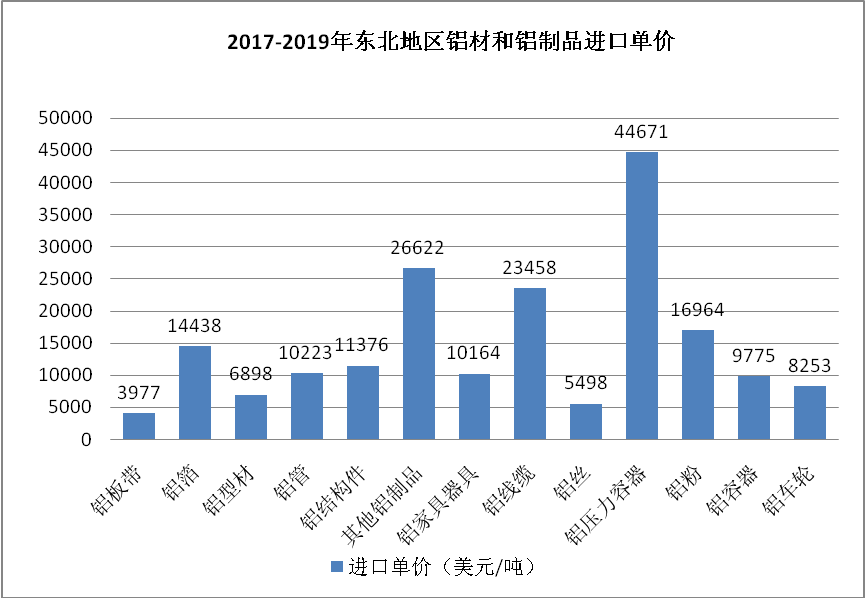 2017-2019年东北地区铝材和铝制品进口单价
50000
45000
40000
35000
30000
25000
20000
15000
10000
5000
0
3977
14438
6898
10223
11376
26622
10164
23458
5498
44671
16964
9775
8253
铝板带
铝箔
铝型材
铝管
铝结构件
其他铝制品
铝家具器具
铝线缆
铝丝
铝压力容器
铝粉
铝容器
铝车轮
进口单价（美元/吨）